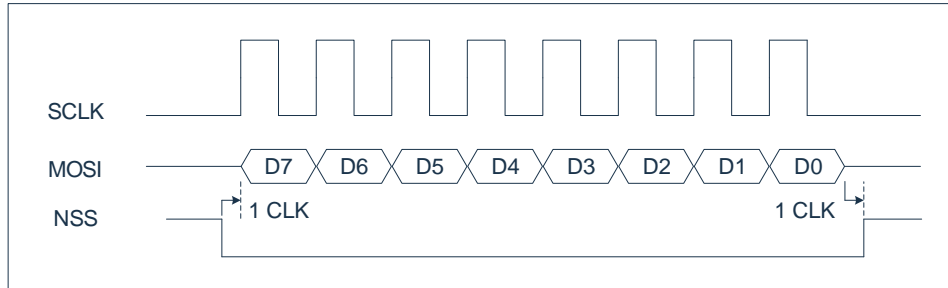 SCLK
MOSI D7 D6 D5 D4 D3 D2 D1 D0
NSS 1 CLK 1 CLK